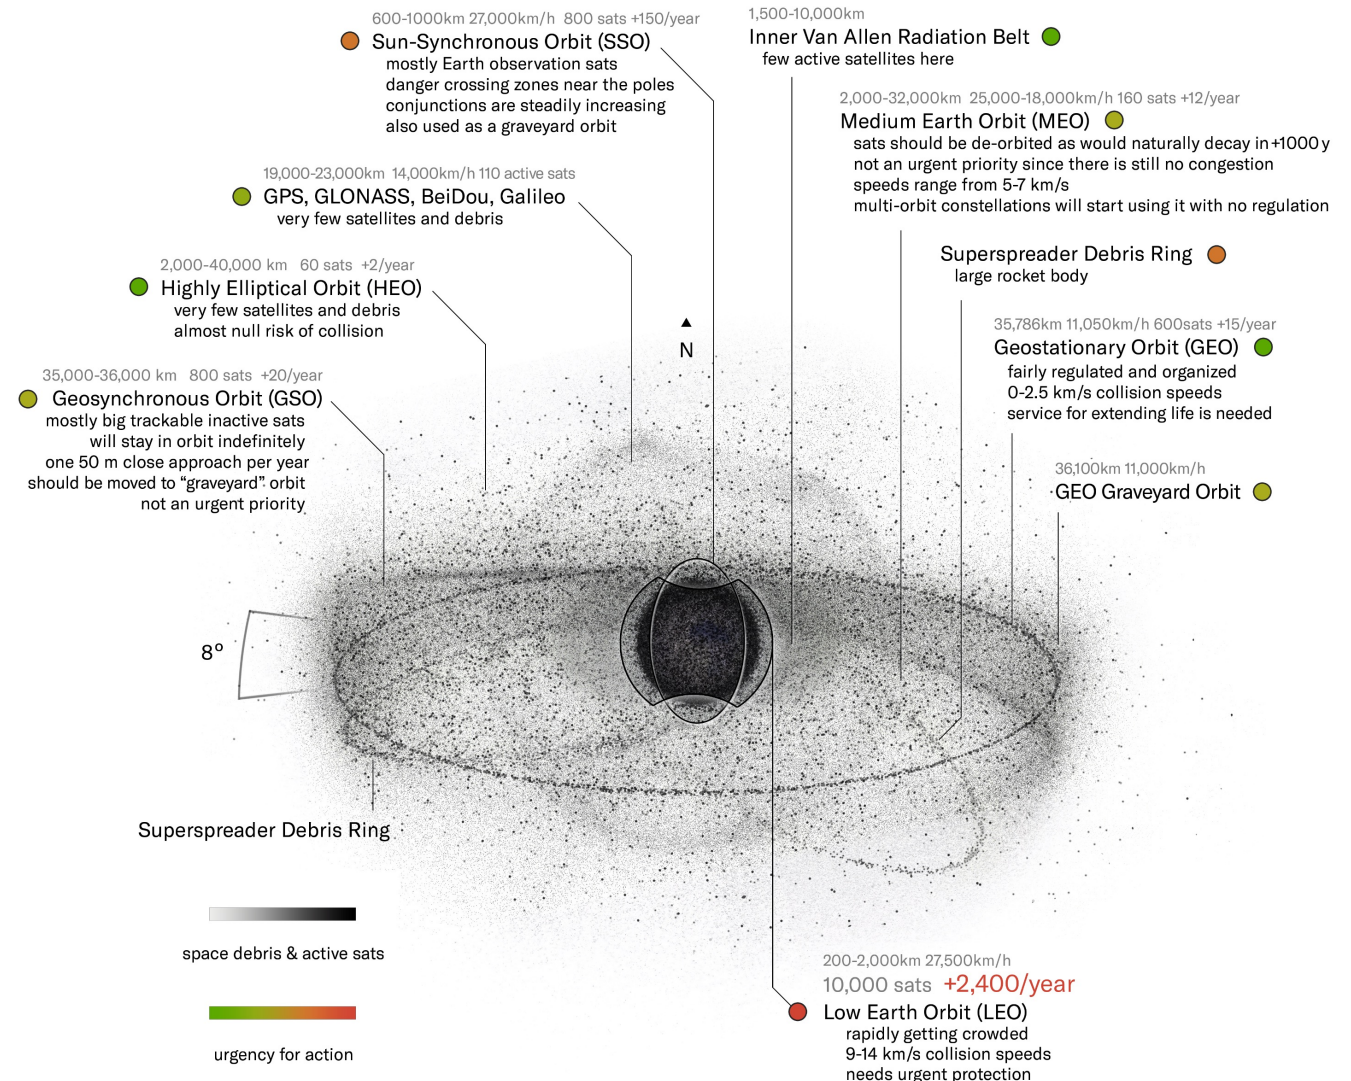 600-1000km 27,000km/h 800 sats +150/year
Sun-Synchronous Orbit (SSO)
mostly Earth observation sats
danger crossing zones near the poles
conjunctions are steadily increasing
also used as a graveyard orbit
1,500-10,000km
Inner Van Allen Radiation Belt
few active satellites here
2,000-32,000km 25,000-18,000km/h 160 sats +12/year
Medium Earth Orbit (MEO)
sats should be de-orbited as would naturally decay in +1000 y
not an urgent priority since there is still no congestion
speeds range from 5-7 km/s
multi-orbit constellations will start using it with no regulation
19,000-23,000km 14,000km/h 110 active sats
GPS, GLONASS, BeiDou, Galileo
very few satellites and debris
Superspreader Debris Ring
large rocket body
2,000-40,000 km 60 sats +2/year
Highly Elliptical Orbit (HEO)
very few satellites and debris
almost null risk of collision
N
35,786km 11,050km/h 600sats +15/year
Geostationary Orbit (GEO)
fairly regulated and organized
0-2.5 km/s collision speeds
service for extending life is needed
35,000-36,000 km 800 sats +20/year
Geosynchronous Orbit (GSO)
mostly big trackable inactive sats
will stay in orbit indefinitely
one 50 m close approach per year
should be moved to “graveyard” orbit
not an urgent priority
36,100km 11,000km/h
GEO Graveyard Orbit
8º
Superspreader Debris Ring
space debris & active sats
urgency for action
200-2,000km 27,500km/h
10,000 sats +2,400/year
Low Earth Orbit (LEO)
rapidly getting crowded
9-14 km/s collision speeds
needs urgent protection